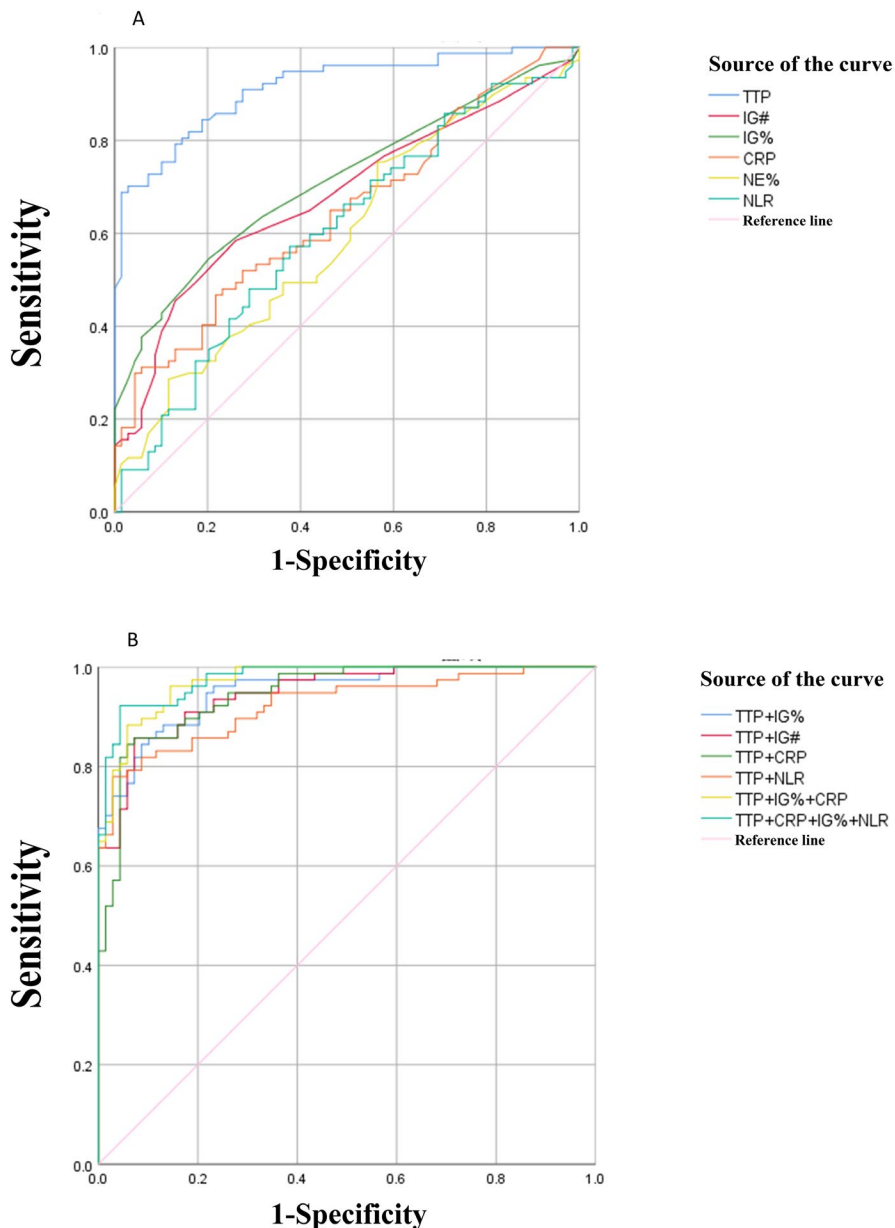 A
Source of the curve
TTP
IG#
IG%
CRP
NE%
NLR
Reference line
Sensitivity
1.0
0.8
0.6
0.4
0.2
0.0
0.0 0.2 0.4 0.6 0.8 1.0
1-Specificity
B
Source of the curve
TTP+IG%
TTP+IG#
TTP+CRP
TTP+NLR
TTP+IG%+CRP
TTP+CRP+IG%+NLR
Reference line
Sensitivity
1.0
0.8
0.6
0.4
0.2
0.0
0.0 0.2 0.4 0.6 0.8 1.0
1-Specificity